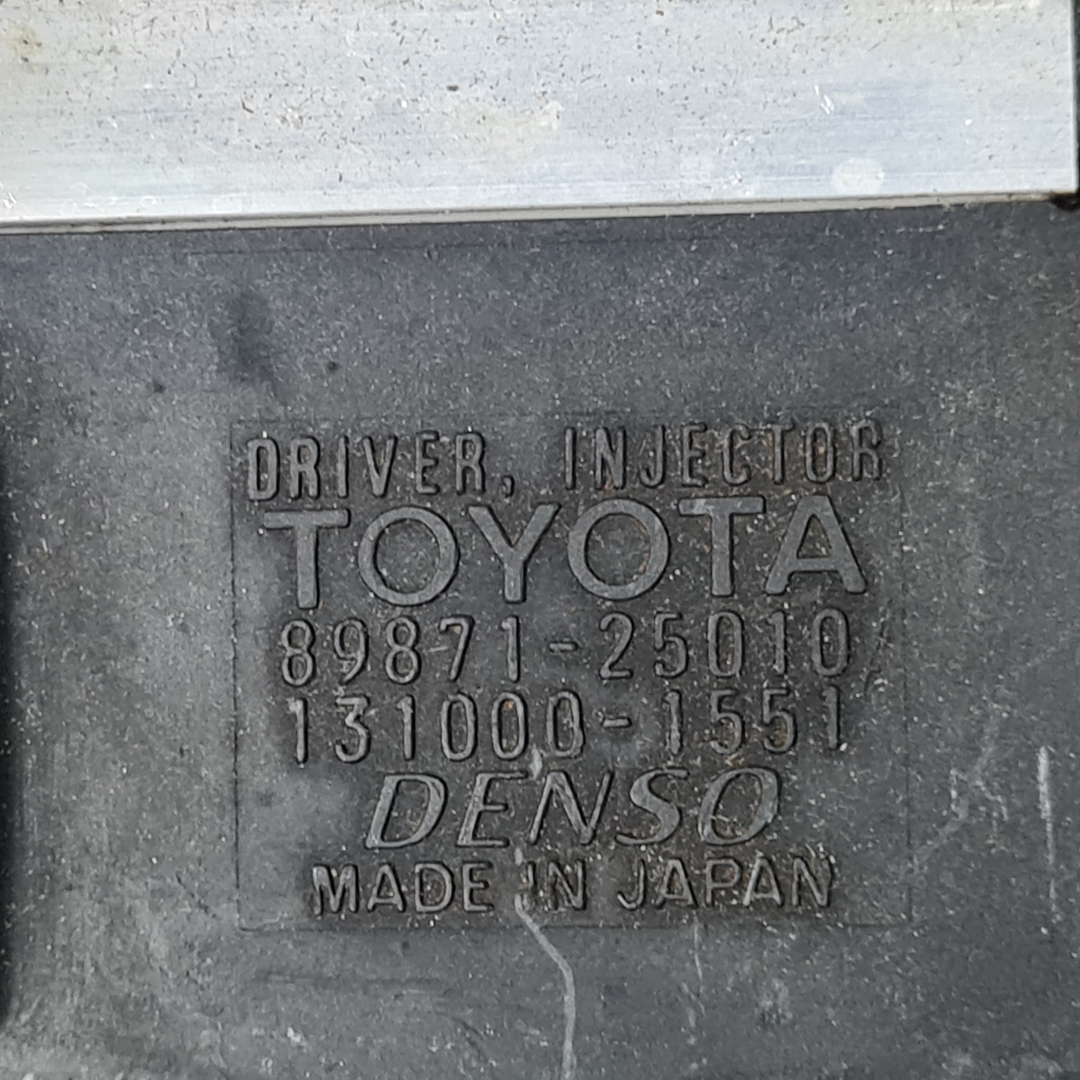 DRIVER, INJECTOR
TOYOTA
89871-25010
131000-1551
DENSO
MADE IN JAPAN